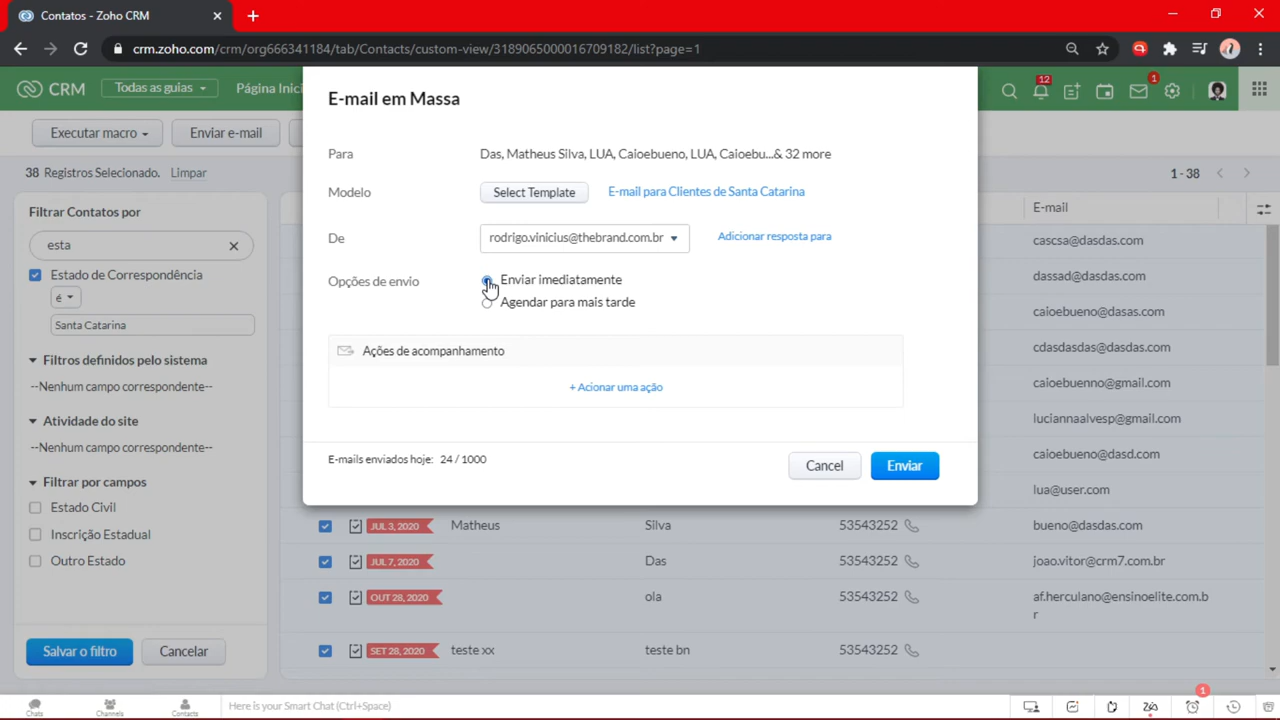 Contatos - Zoho CRM
crm.zoho.com/crm/org666341184/tab/Contacts/custom-view/3189065000016709182/list?page=1
CRM
Todas as guias
Página Inici
12
1
Executar macro
Enviar e-mail
38 Registros Selecionado. Limpar
1 - 38
Filtrar Contatos por
esta
Estado de Correspondência
é
Santa Catarina
Filtros definidos pelo sistema
--Nenhum campo correspondente--
Atividade do site
--Nenhum campo correspondente--
Filtrar por campos
Estado Civil
Inscrição Estadual
Outro Estado
Salvar o filtro
Cancelar
E-mail em Massa
Para
Das, Matheus Silva, LUA, Caioebueno, LUA, Caioebu...& 32 more
Modelo
Select Template
E-mail para Clientes de Santa Catarina
De
rodrigo.vinicius@thebrand.com.br
Adicionar resposta para
Opções de envio
Enviar imediatamente
Agendar para mais tarde
Ações de acompanhamento
+ Acionar uma ação
E-mails enviados hoje: 24 / 1000
Cancel
Enviar
E-mail
cascsa@dasdas.com
dassad@dasdas.com
caioebueno@dasas.com
cdasdasdas@dasdas.com
caioebuenno@gmail.com
luciannaalvesp@gmail.com
caioebueno@dasd.com
lua@user.com
JUL 3, 2020 Matheus Silva 53543252 bueno@dasdas.com
JUL 7, 2020 Das 53543252 joao.vitor@crm7.com.br
OUT 28, 2020 ola 53543252 af.herculano@ensinoelite.com.b
r
SET 28, 2020 teste xx teste bn 53543252
Chats
Channels
Contacts
Here is your Smart Chat (Ctrl+Space)
1